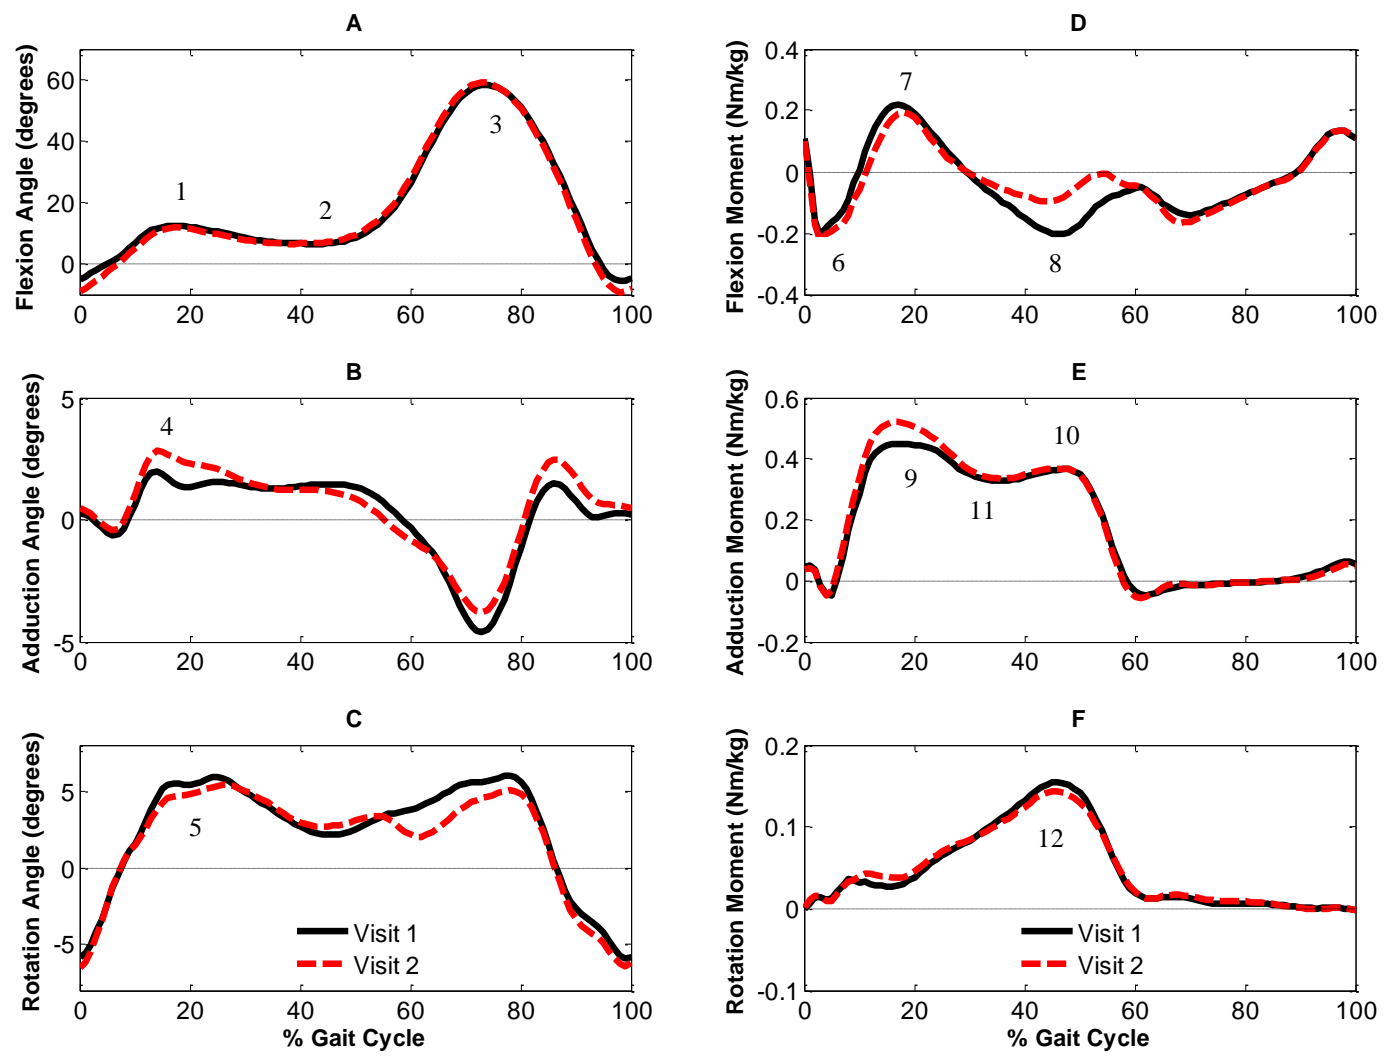 A
Flexion Angle (degrees)
60
40
20
0
1
2
3
0 20 40 60 80 100
D
Flexion Moment (Nm/kg)
0.4
0.2
0
-0.2
-0.4
6
7
8
0 20 40 60 80 100
B
Adduction Angle (degrees)
5
0
-5
4
0 20 40 60 80 100
E
Adduction Moment (Nm/kg)
0.6
0.4
0.2
0
-0.2
9
10
11
0 20 40 60 80 100
C
Rotation Angle (degrees)
5
0
-5
5
Visit 1
Visit 2
0 20 40 60 80 100
% Gait Cycle
F
Rotation Moment (Nm/kg)
0.2
0.1
0
-0.1
12
Visit 1
Visit 2
0 20 40 60 80 100
% Gait Cycle